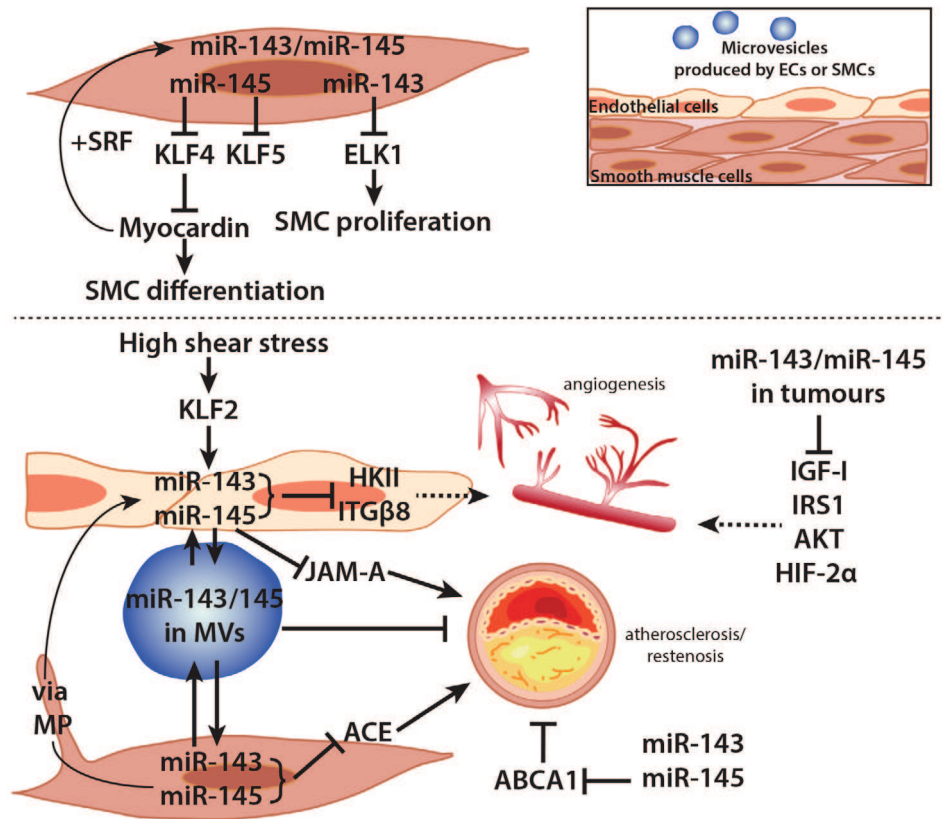 miR-143/miR-145
miR-145
miR-143
+SRF
KLF4
KLF5
ELK1
Myocardin
SMC proliferation
SMC differentiation
Microvesicles
produced by ECs or SMCs
Endothelial cells
Smooth muscle cells
High shear stress
KLF2
miR-143
miR-145
HKII
ITGβ8
angiogenesis
miR-143/miR-145
in tumours
IGF-I
IRS1
AKT
HIF-2α
JAM-A
miR-143/145
in MVs
atherosclerosis/
restenosis
via
MP
ACE
miR-143
miR-145
ABCA1
miR-143
miR-145